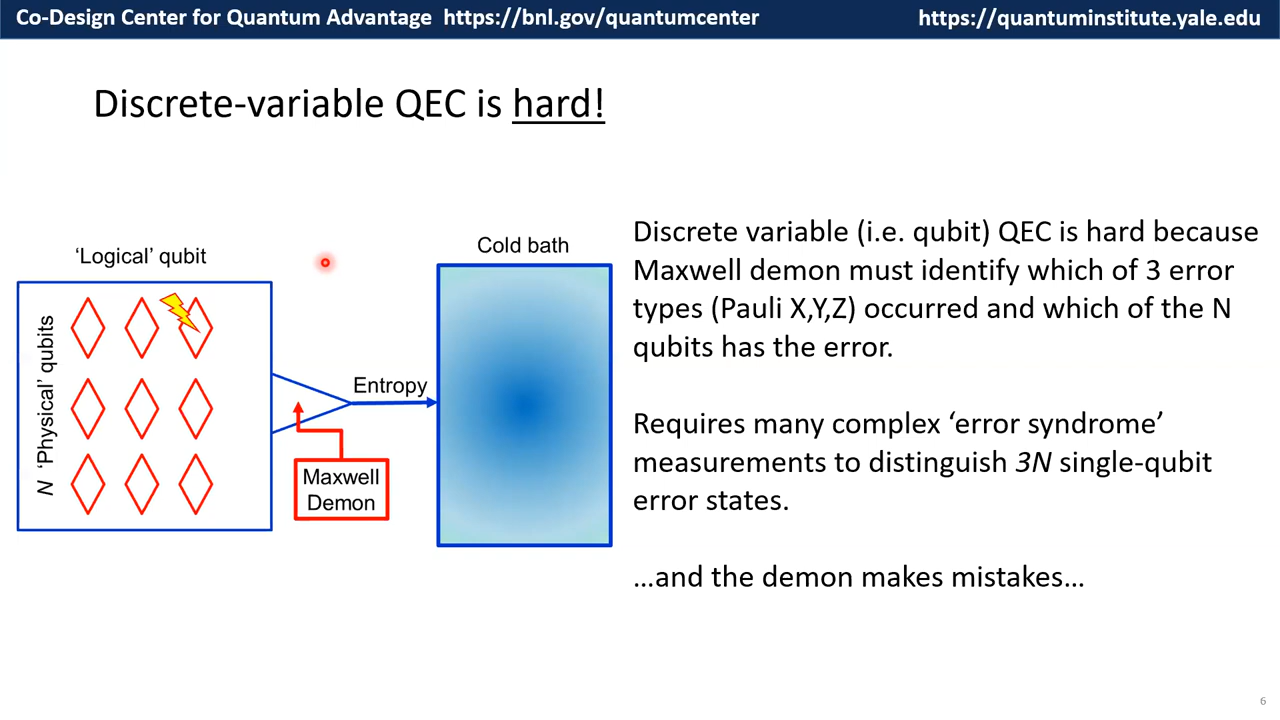 Co-Design Center for Quantum Advantage https://bnl.gov/quantumcenter https://quantuminstitute.yale.edu
Discrete-variable QEC is hard!
‘Logical’ qubit
N ‘Physical’ qubits
Entropy
Maxwell
Demon
Cold bath
Discrete variable (i.e. qubit) QEC is hard because
Maxwell demon must identify which of 3 error
types (Pauli X,Y,Z) occurred and which of the N
qubits has the error.
Requires many complex ‘error syndrome’
measurements to distinguish 3N single-qubit
error states.
…and the demon makes mistakes…
6